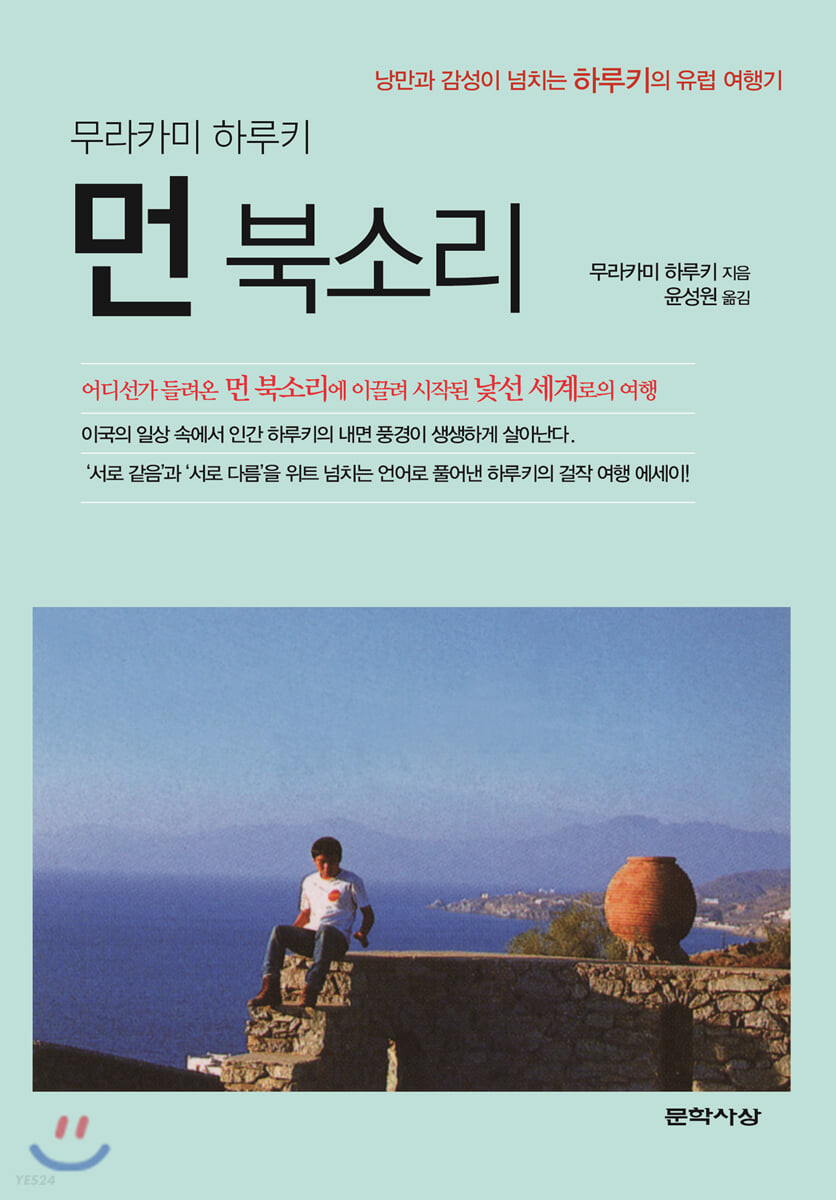 낭만과 감성이 넘치는 하루키의 유럽 여행기
무라카미 하루키
먼 북소리
무라카미 하루키 지음
윤성원 옮김
어디선가 들려온 먼 북소리에 이끌려 시작된 낯선 세계로의 여행
이국의 일상 속에서 인간 하루키의 내면 풍경이 생생하게 살아난다.
‘서로 같음’과 ‘서로 다름’을 위트 넘치는 언어로 풀어낸 하루키의 걸작 여행 에세이!
문학사상
YES24